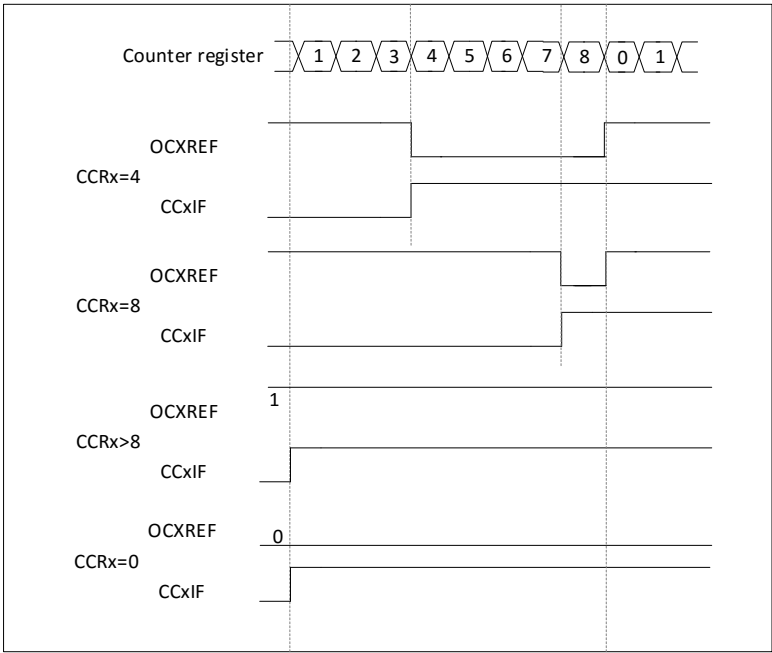 Counter register 1 2 3 4 5 6 7 8 0 1
OCXREF
CCRx=4
CCxIF
OCXREF
CCRx=8
CCxIF
1
OCXREF
CCRx>8
CCxIF
OCXREF 0
CCRx=0
CCxIF